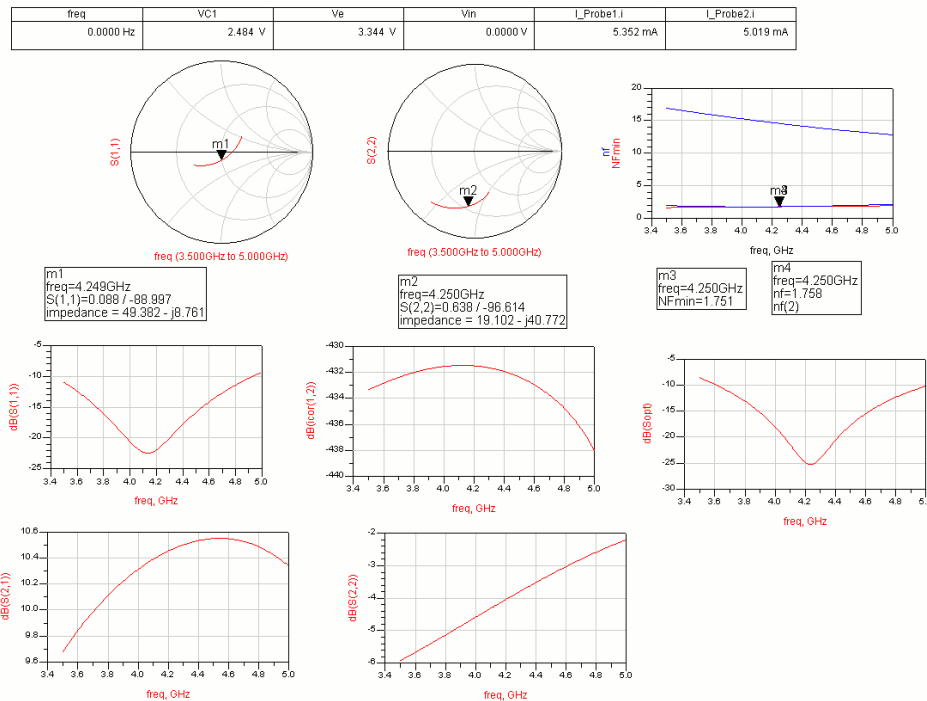 freq VC1 Ve Vin I_Probe1.i I_Probe2.i
0.0000 Hz 2.484 V 3.344 V 0.0000 V 5.352 mA 5.019 mA
S(1,1)
m1
freq (3.500GHz to 5.000GHz)
S(2,2)
m2
freq (3.500GHz to 5.000GHz)
nf
NFmin
20
15
10
5
0
3.4 3.6 3.8 4.0 4.2 4.4 4.6 4.8 5.0
freq, GHz
m1
freq=4.249GHz
S(1,1)=0.088 / -88.997
impedance = 49.382 - j8.761
m2
freq=4.250GHz
S(2,2)=0.638 / -96.614
impedance = 19.102 - j40.772
m3
freq=4.250GHz
NFmin=1.751
m4
freq=4.250GHz
nf=1.758
nf(2)
dB(S(1,1))
-5
-10
-15
-20
-25
3.4 3.6 3.8 4.0 4.2 4.4 4.6 4.8 5.0
freq, GHz
dB(icor(1,2))
-430
-432
-434
-436
-438
-440
3.4 3.6 3.8 4.0 4.2 4.4 4.6 4.8 5.0
freq, GHz
dB(Sopt)
-5
-10
-15
-20
-25
-30
3.4 3.6 3.8 4.0 4.2 4.4 4.6 4.8 5.0
freq, GHz
dB(S(2,1))
10.6
10.4
10.2
10.0
9.8
9.6
3.4 3.6 3.8 4.0 4.2 4.4 4.6 4.8 5.0
freq, GHz
dB(S(2,2))
-2
-3
-4
-5
-6
3.4 3.6 3.8 4.0 4.2 4.4 4.6 4.8 5.0
freq, GHz